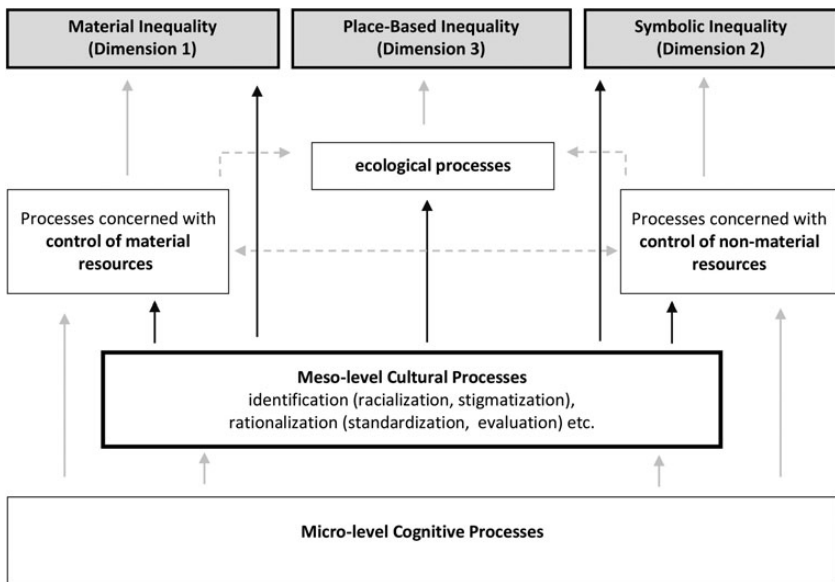 Material Inequality
(Dimension 1)
Place-Based Inequality
(Dimension 3)
Symbolic Inequality
(Dimension 2)
ecological processes
Processes concerned with
control of material
resources
Processes concerned with
control of non-material
resources
Meso-level Cultural Processes
identification (racialization, stigmatization),
rationalization (standardization, evaluation) etc.
Micro-level Cognitive Processes